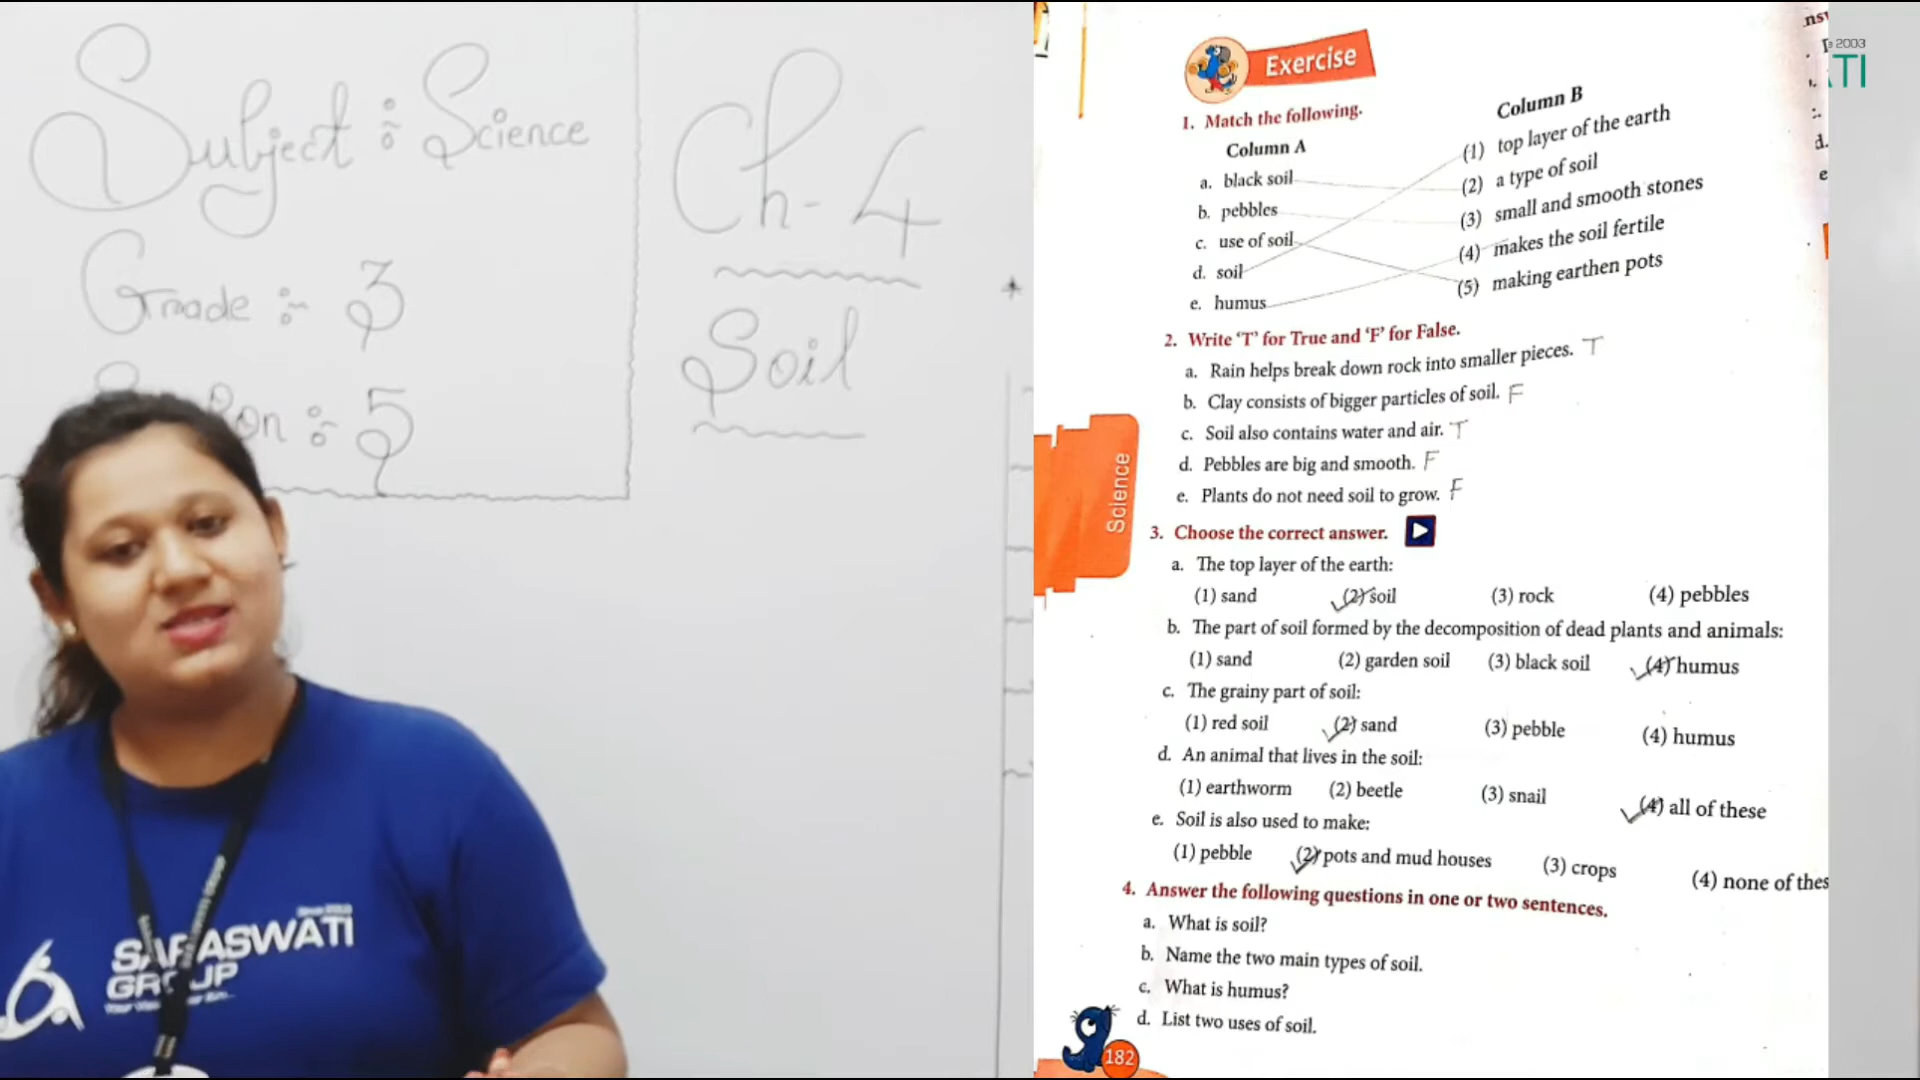 Subject :- Science
Grade :- 3
on :- 5
Ch-4
Soil
SARASWATI
GROUP
Exercise
1. Match the following.
Column A
Column B
a. black soil
(1) top layer of the earth
b. pebbles
(2) a type of soil
c. use of soil
(3) small and smooth stones
d. soil
(4) makes the soil fertile
e. humus
(5) making earthen pots
2. Write ‘T’ for True and ‘F’ for False.
a. Rain helps break down rock into smaller pieces. T
b. Clay consists of bigger particles of soil. F
c. Soil also contains water and air. T
d. Pebbles are big and smooth. F
e. Plants do not need soil to grow. F
Science
3. Choose the correct answer.
a. The top layer of the earth:
(1) sand (2) soil (3) rock (4) pebbles
b. The part of soil formed by the decomposition of dead plants and animals:
(1) sand (2) garden soil (3) black soil (4) humus
c. The grainy part of soil:
(1) red soil (2) sand (3) pebble (4) humus
d. An animal that lives in the soil:
(1) earthworm (2) beetle (3) snail (4) all of these
e. Soil is also used to make:
(1) pebble (2) pots and mud houses (3) crops (4) none of thes
4. Answer the following questions in one or two sentences.
a. What is soil?
b. Name the two main types of soil.
c. What is humus?
d. List two uses of soil.
182
2003
TI
d.
e